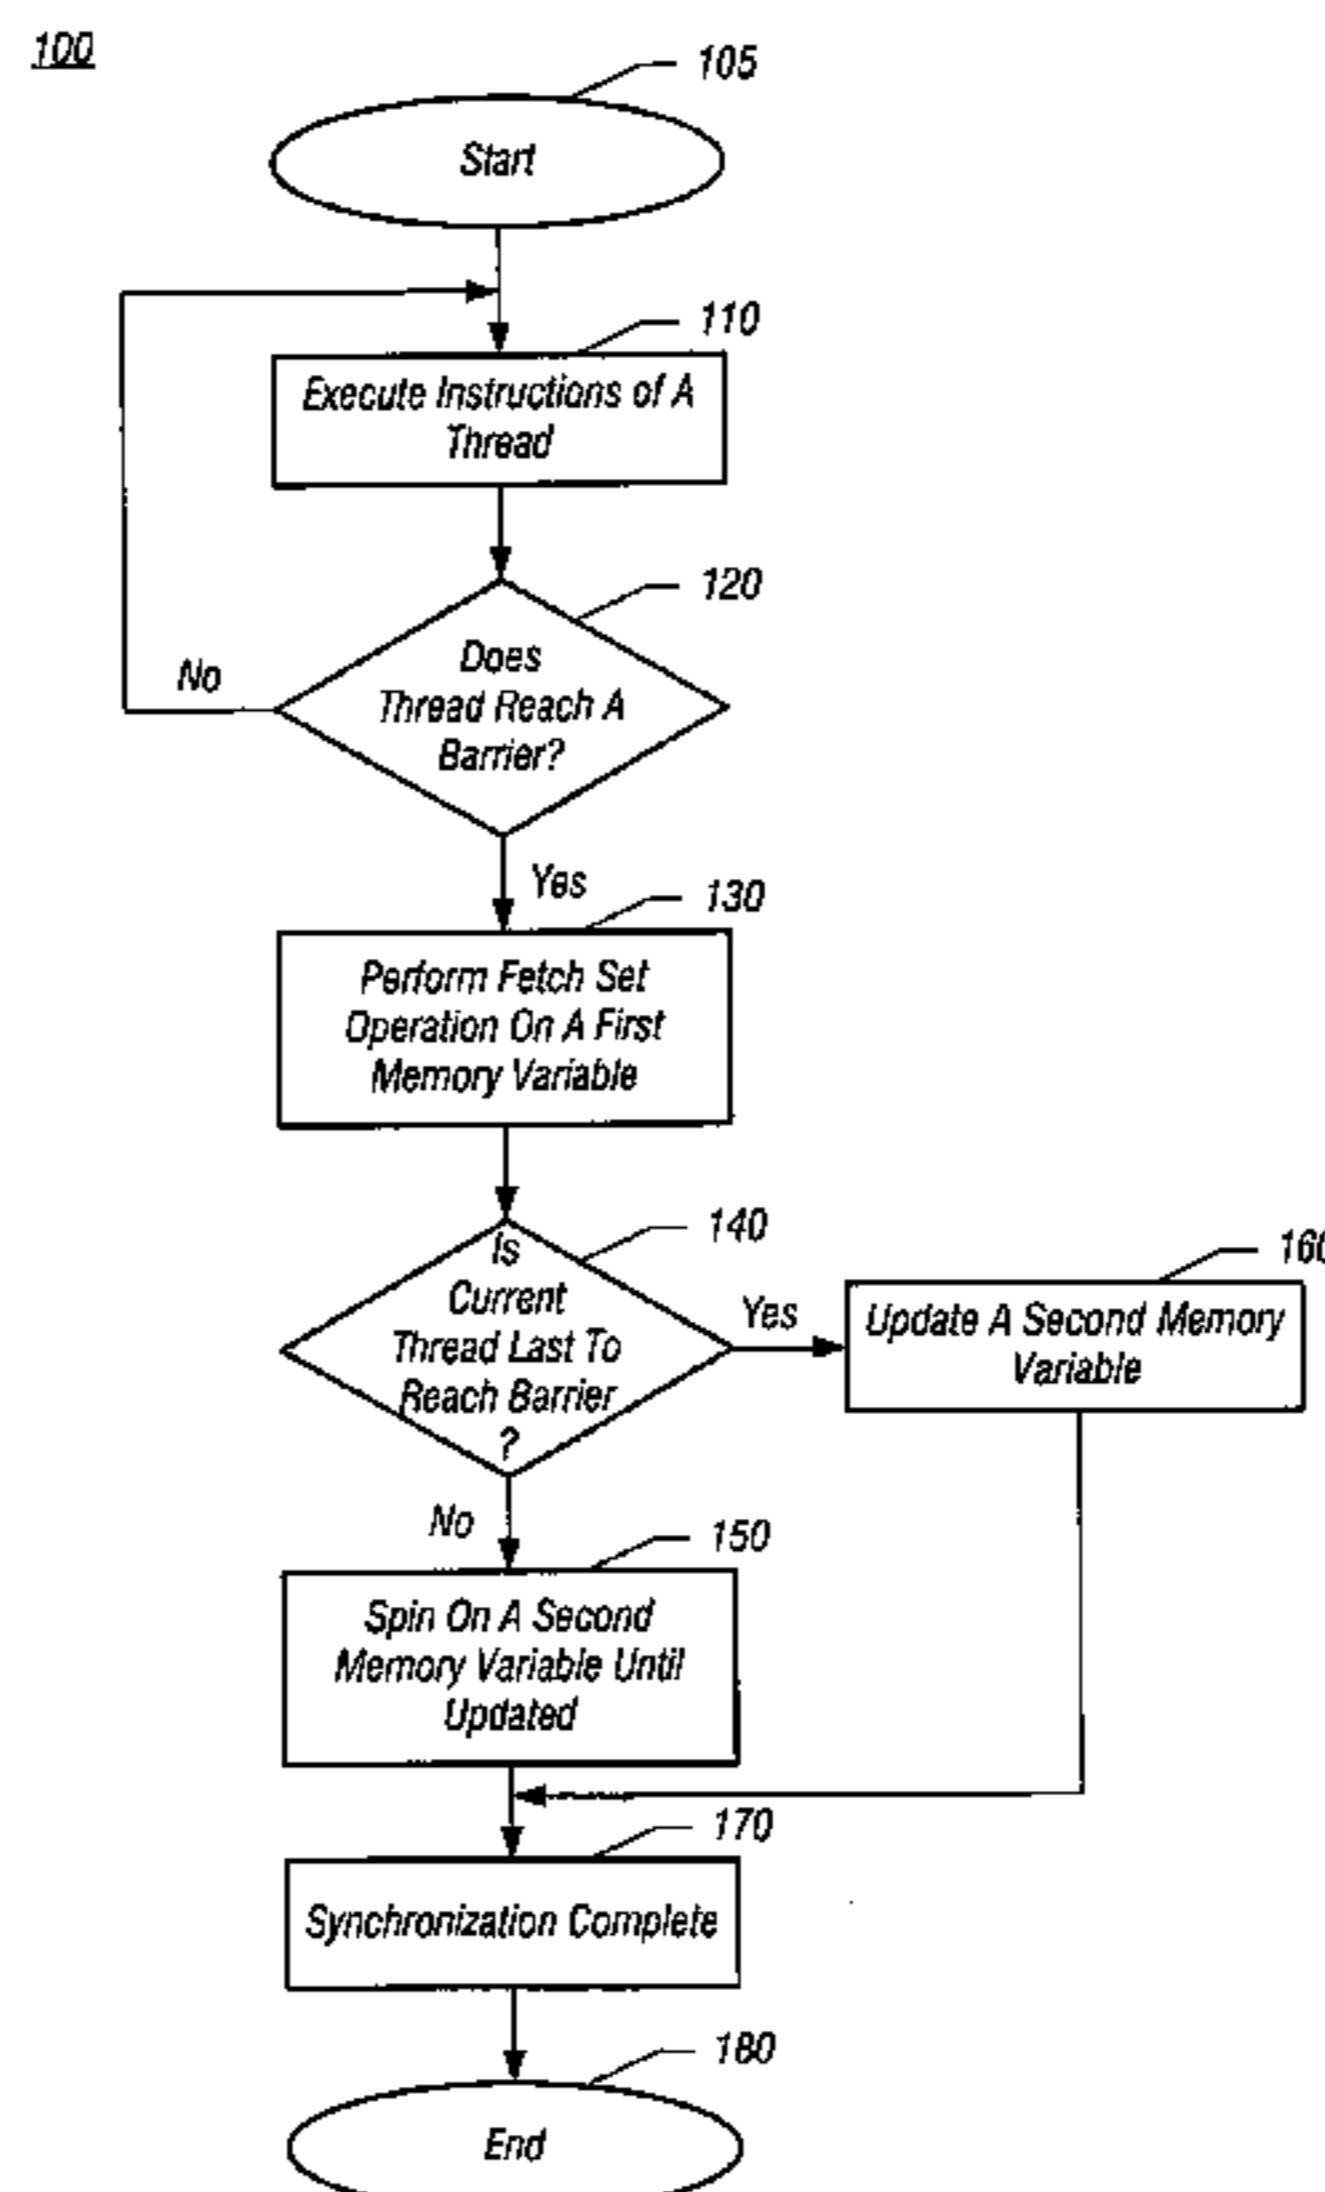 100
105
Start
110
Execute Instructions of A
Thread
120
Does
Thread Reach A
Barrier?
No
Yes
130
Perform Fetch Set
Operation On A First
Memory Variable
140
Is
Current
Thread Last To
Reach Barrier
?
Yes
160
Update A Second Memory
Variable
No
150
Spin On A Second
Memory Variable Until
Updated
170
Synchronization Complete
180
End